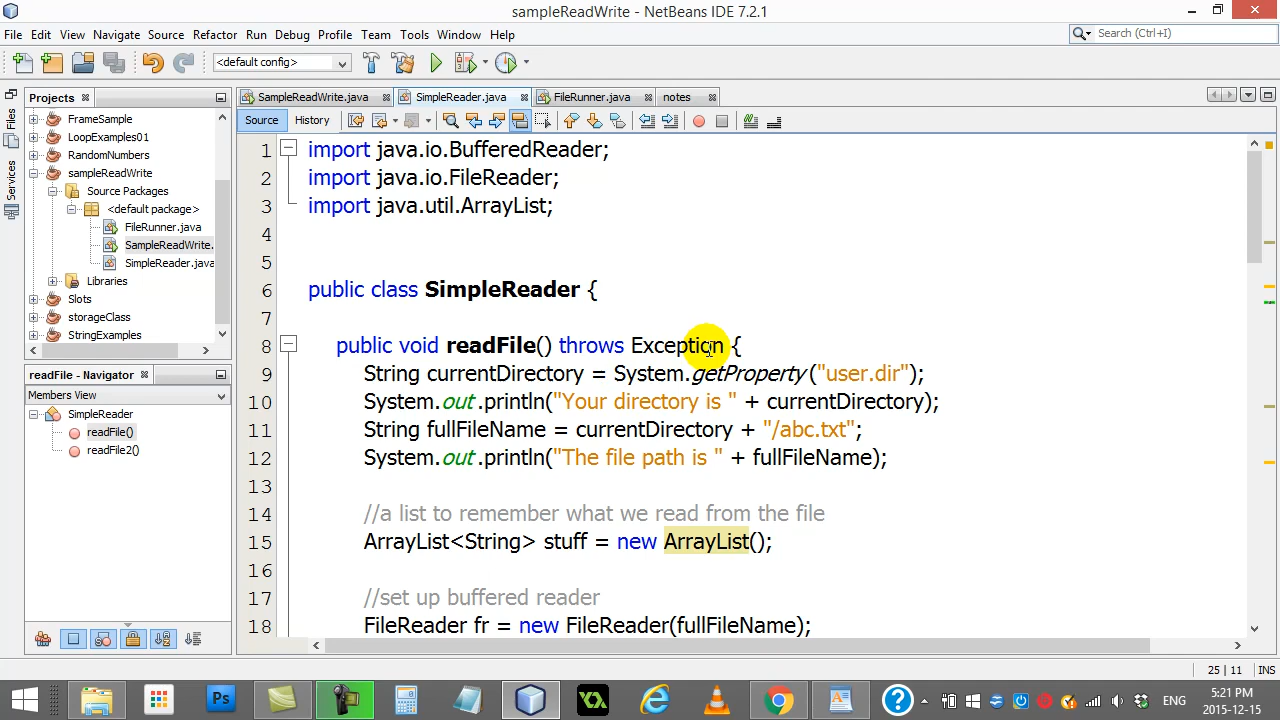 sampleReadWrite - NetBeans IDE 7.2.1
File Edit View Navigate Source Refactor Run Debug Profile Team Tools Window Help
Search (Ctrl+I)
<default config>
Files
Services
Projects
FrameSample
LoopExamples01
RandomNumbers
sampleReadWrite
Source Packages
<default package>
FileRunner.java
SampleReadWrite.
SimpleReader.java
Libraries
Slots
storageClass
StringExamples
readFile - Navigator
Members View
SimpleReader
readFile()
readFile2()
SampleReadWrite.java SimpleReader.java FileRunner.java notes
Source History
1 import java.io.BufferedReader;
2 import java.io.FileReader;
3 import java.util.ArrayList;
4
5
6 public class SimpleReader {
7
8 public void readFile() throws Exception {
9 String currentDirectory = System.getProperty("user.dir");
10 System.out.println("Your directory is " + currentDirectory);
11 String fullFileName = currentDirectory + "/abc.txt";
12 System.out.println("The file path is " + fullFileName);
13
14 //a list to remember what we read from the file
15 ArrayList<String> stuff = new ArrayList();
16
17 //set up buffered reader
18 FileReader fr = new FileReader(fullFileName);
25 | 11 INS
Ps
ENG
5:21 PM
2015-12-15